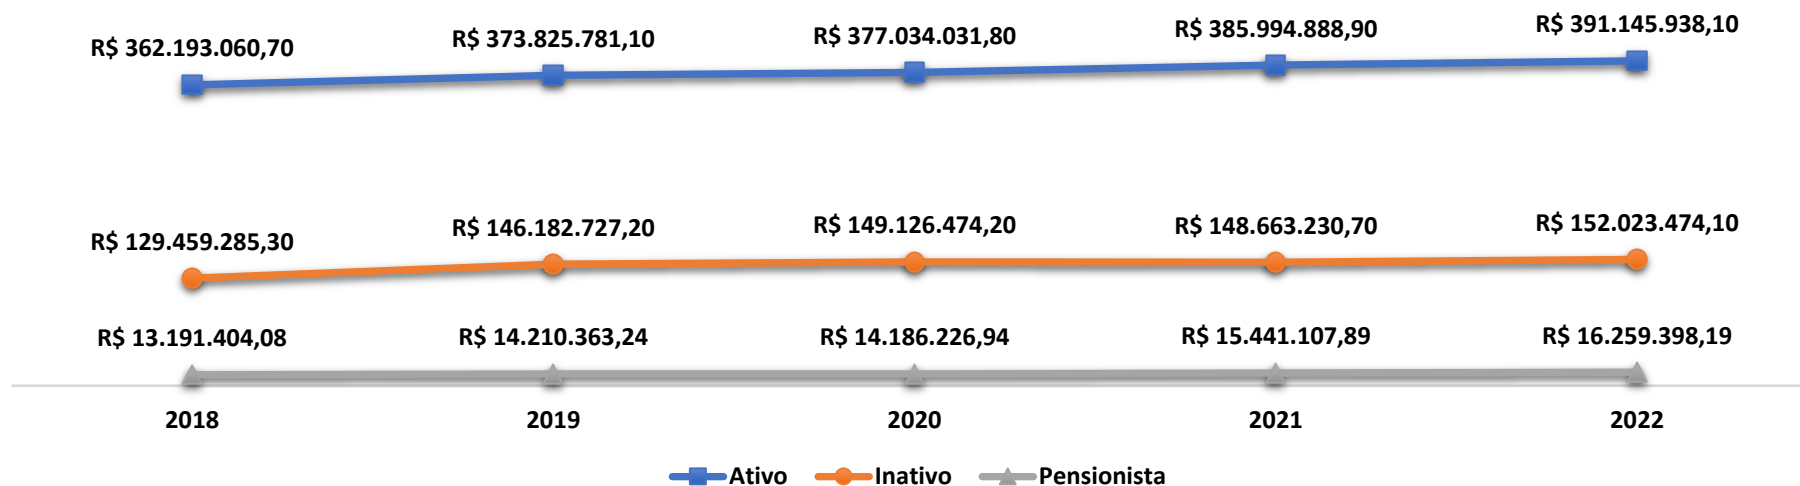 R$ 362.193.060,70 R$ 373.825.781,10 R$ 377.034.031,80 R$ 385.994.888,90 R$ 391.145.938,10
R$ 129.459.285,30 R$ 146.182.727,20 R$ 149.126.474,20 R$ 148.663.230,70 R$ 152.023.474,10
R$ 13.191.404,08 R$ 14.210.363,24 R$ 14.186.226,94 R$ 15.441.107,89 R$ 16.259.398,19
2018 2019 2020 2021 2022
Ativo Inativo Pensionista